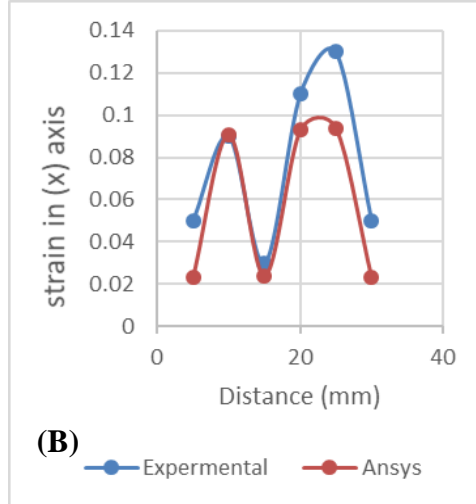 0.14
0.12
0.1
0.08
0.06
0.04
0.02
0
strain in (x) axis
0 20 40
Distance (mm)
(B)
Expermental Ansys